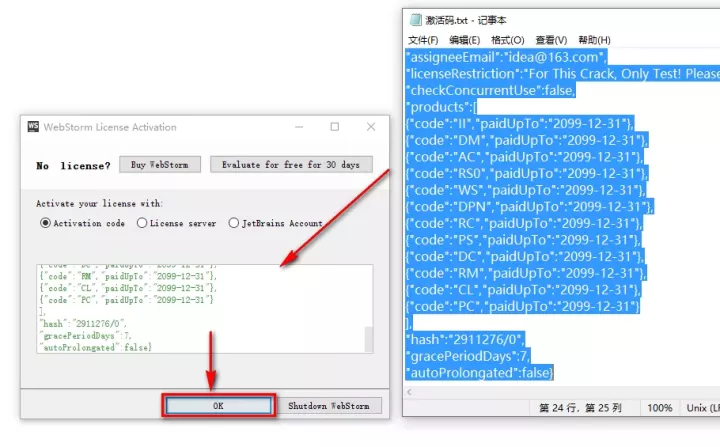 WS WebStorm License Activation
No license? Buy WebStorm Evaluate for free for 30 days
Activate your license with:
Activation code License server JetBrains Account
{"code":"RM","paidUpTo":"2099-12-31"},
{"code":"CL","paidUpTo":"2099-12-31"},
{"code":"PC","paidUpTo":"2099-12-31"}
],
"hash":"2911276/0",
"gracePeriodDays":7,
"autoProlongated":false}
OK Shutdown WebStorm
激活码.txt - 记事本
文件(F) 编辑(E) 格式(O) 查看(V) 帮助(H)
"assigneeEmail":"idea@163.com",
"licenseRestriction":"For This Crack, Only Test! Please
"checkConcurrentUse":false,
"products":[
{"code":"II","paidUpTo":"2099-12-31"},
{"code":"DM","paidUpTo":"2099-12-31"},
{"code":"AC","paidUpTo":"2099-12-31"},
{"code":"RS0","paidUpTo":"2099-12-31"},
{"code":"WS","paidUpTo":"2099-12-31"},
{"code":"DPN","paidUpTo":"2099-12-31"},
{"code":"RC","paidUpTo":"2099-12-31"},
{"code":"PS","paidUpTo":"2099-12-31"},
{"code":"DC","paidUpTo":"2099-12-31"},
{"code":"RM","paidUpTo":"2099-12-31"},
{"code":"CL","paidUpTo":"2099-12-31"},
{"code":"PC","paidUpTo":"2099-12-31"}
],
"hash":"2911276/0",
"gracePeriodDays":7,
"autoProlongated":false}
第 24 行，第 25 列 100% Unix (LF